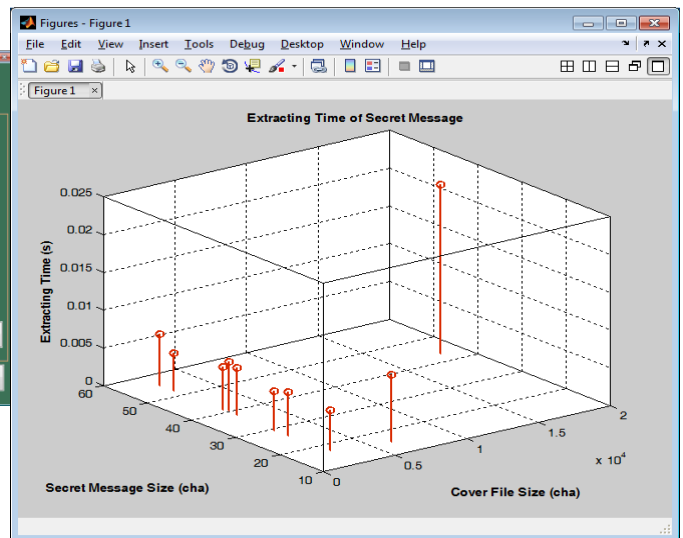 Figures - Figure 1
File Edit View Insert Tools Debug Desktop Window Help
Figure 1
Extracting Time of Secret Message
0.025
0.02
0.015
0.01
0.005
0
Extracting Time (s)
60
50
40
30
20
10
Secret Message Size (cha)
0
0.5
1
1.5
2
x 10^4
Cover File Size (cha)